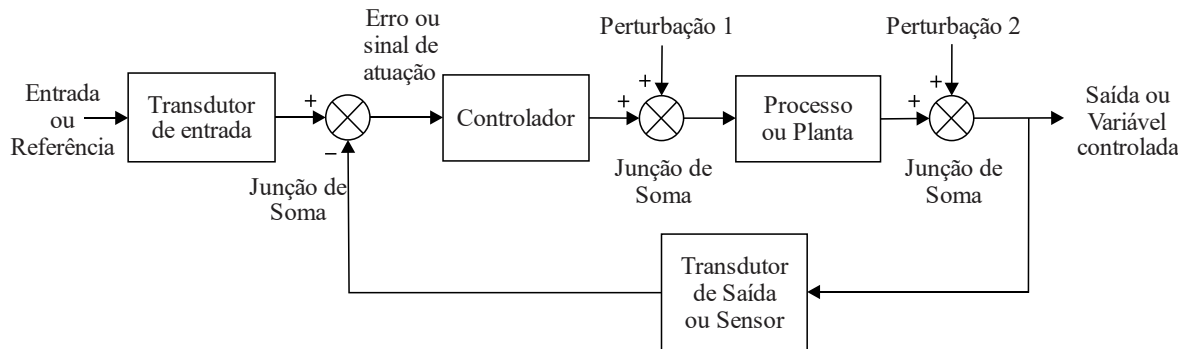 Entrada
ou
Referência
Transdutor
de entrada
+
−
Junção de
Soma
Erro ou
sinal de
atuação
Controlador
Perturbação 1
+
+
Junção de
Soma
Processo
ou Planta
Perturbação 2
+
+
Junção de
Soma
Saída ou
Variável
controlada
Transdutor
de Saída
ou Sensor